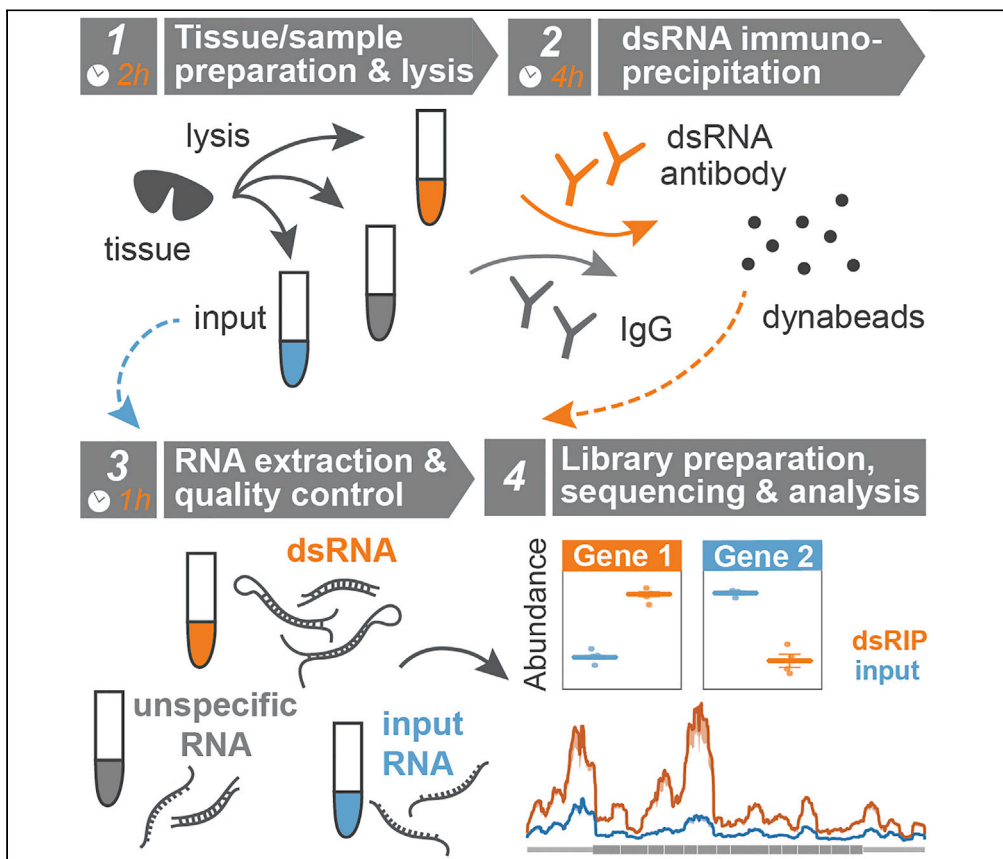 1
2h
Tissue/sample
preparation & lysis
2
4h
dsRNA immuno-
precipitation
lysis
tissue
input
dsRNA
antibody
IgG
dynabeads
3
1h
RNA extraction &
quality control
4
Library preparation,
sequencing & analysis
dsRNA
unspecific
RNA
input
RNA
Abundance
Gene 1
Gene 2
dsRIP
input